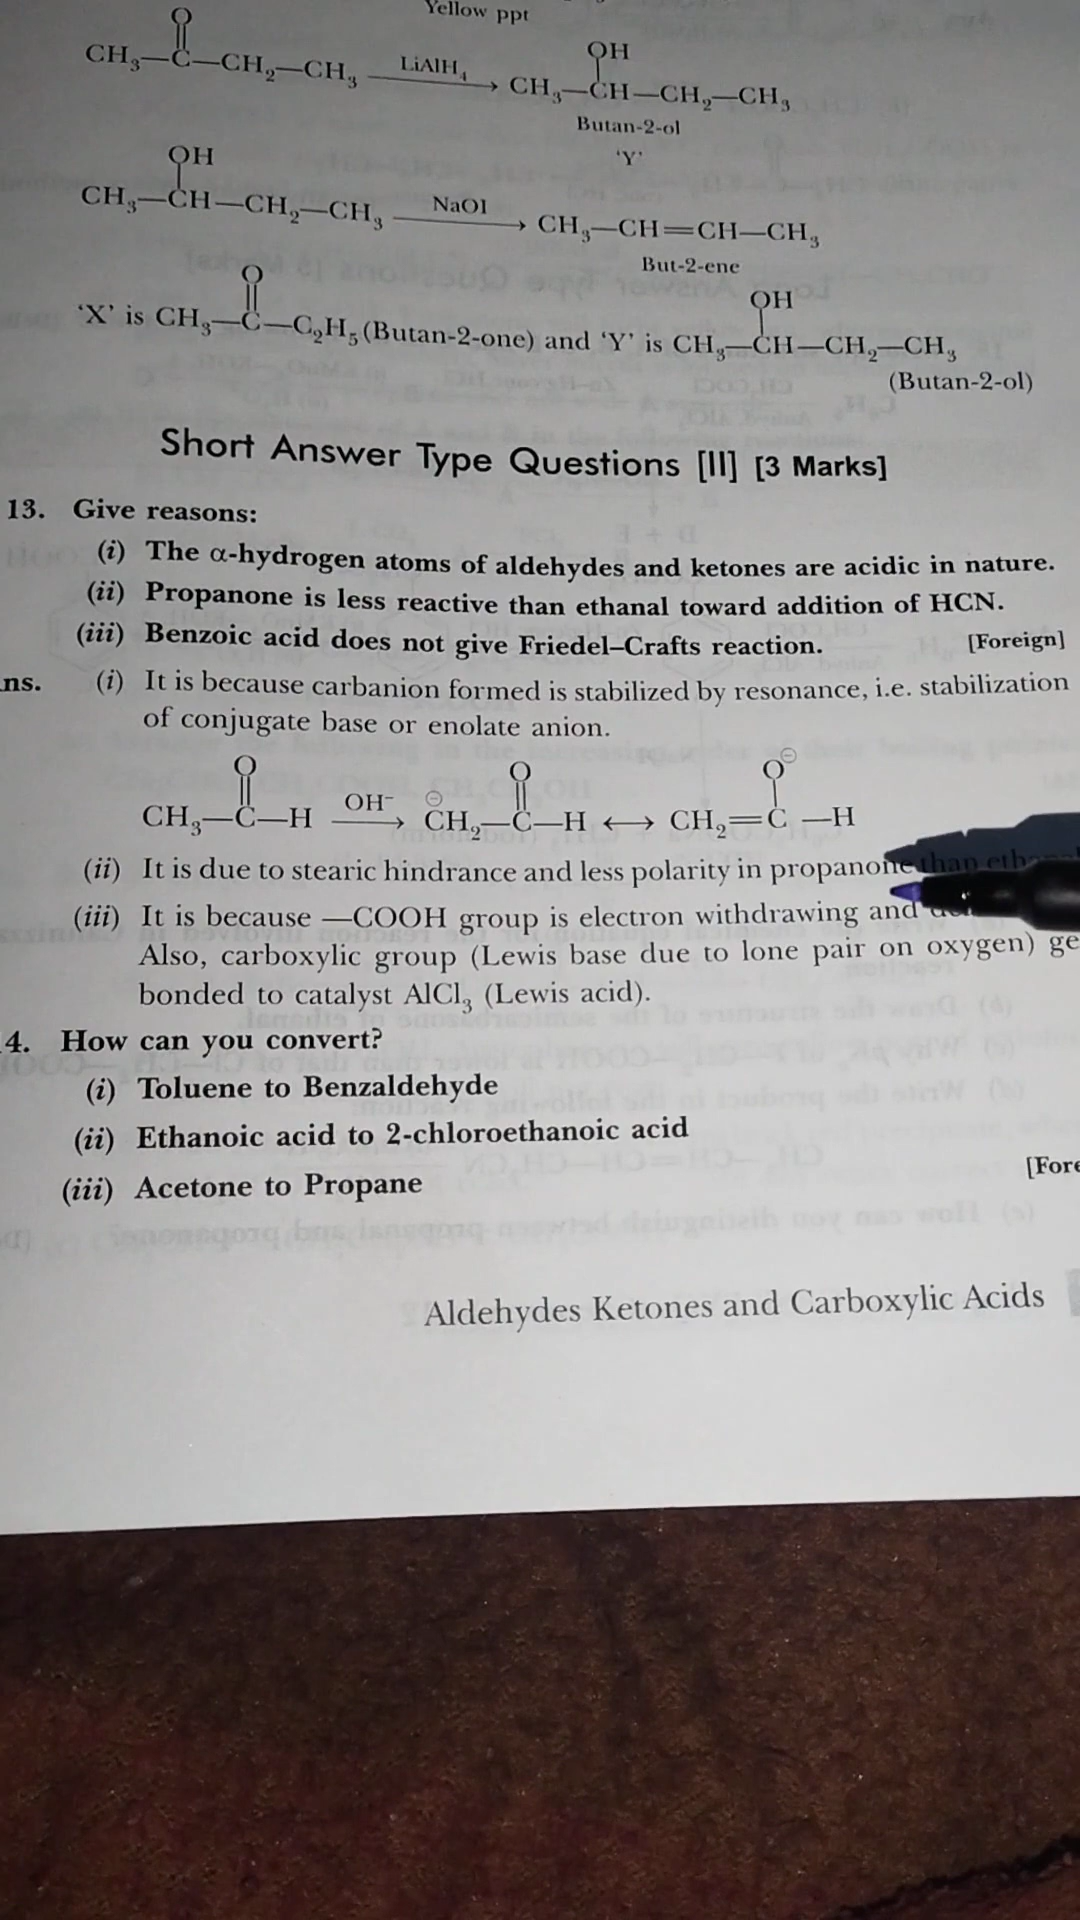 Yellow ppt
O
CH₃—C—CH₂—CH₃ LiAlH₄ → CH₃—CH—CH₂—CH₃
OH
Butan-2-ol
'Y'
OH
CH₃—CH—CH₂—CH₃ NaOI → CH₃—CH=CH—CH₃
But-2-ene
O
OH
'X' is CH₃—C—C₂H₅ (Butan-2-one) and 'Y' is CH₃—CH—CH₂—CH₃
(Butan-2-ol)
Short Answer Type Questions [II] [3 Marks]
13. Give reasons:
(i) The α-hydrogen atoms of aldehydes and ketones are acidic in nature.
(ii) Propanone is less reactive than ethanal toward addition of HCN.
(iii) Benzoic acid does not give Friedel–Crafts reaction. [Foreign]
ns. (i) It is because carbanion formed is stabilized by resonance, i.e. stabilization
of conjugate base or enolate anion.
O O O⊖
CH₃—C—H OH⁻ → ⊖CH₂—C—H ↔ CH₂=C—H
(ii) It is due to stearic hindrance and less polarity in propanone than
(iii) It is because —COOH group is electron withdrawing and
Also, carboxylic group (Lewis base due to lone pair on oxygen) ge
bonded to catalyst AlCl₃ (Lewis acid).
4. How can you convert?
(i) Toluene to Benzaldehyde
(ii) Ethanoic acid to 2-chloroethanoic acid
(iii) Acetone to Propane [Fore
Aldehydes Ketones and Carboxylic Acids